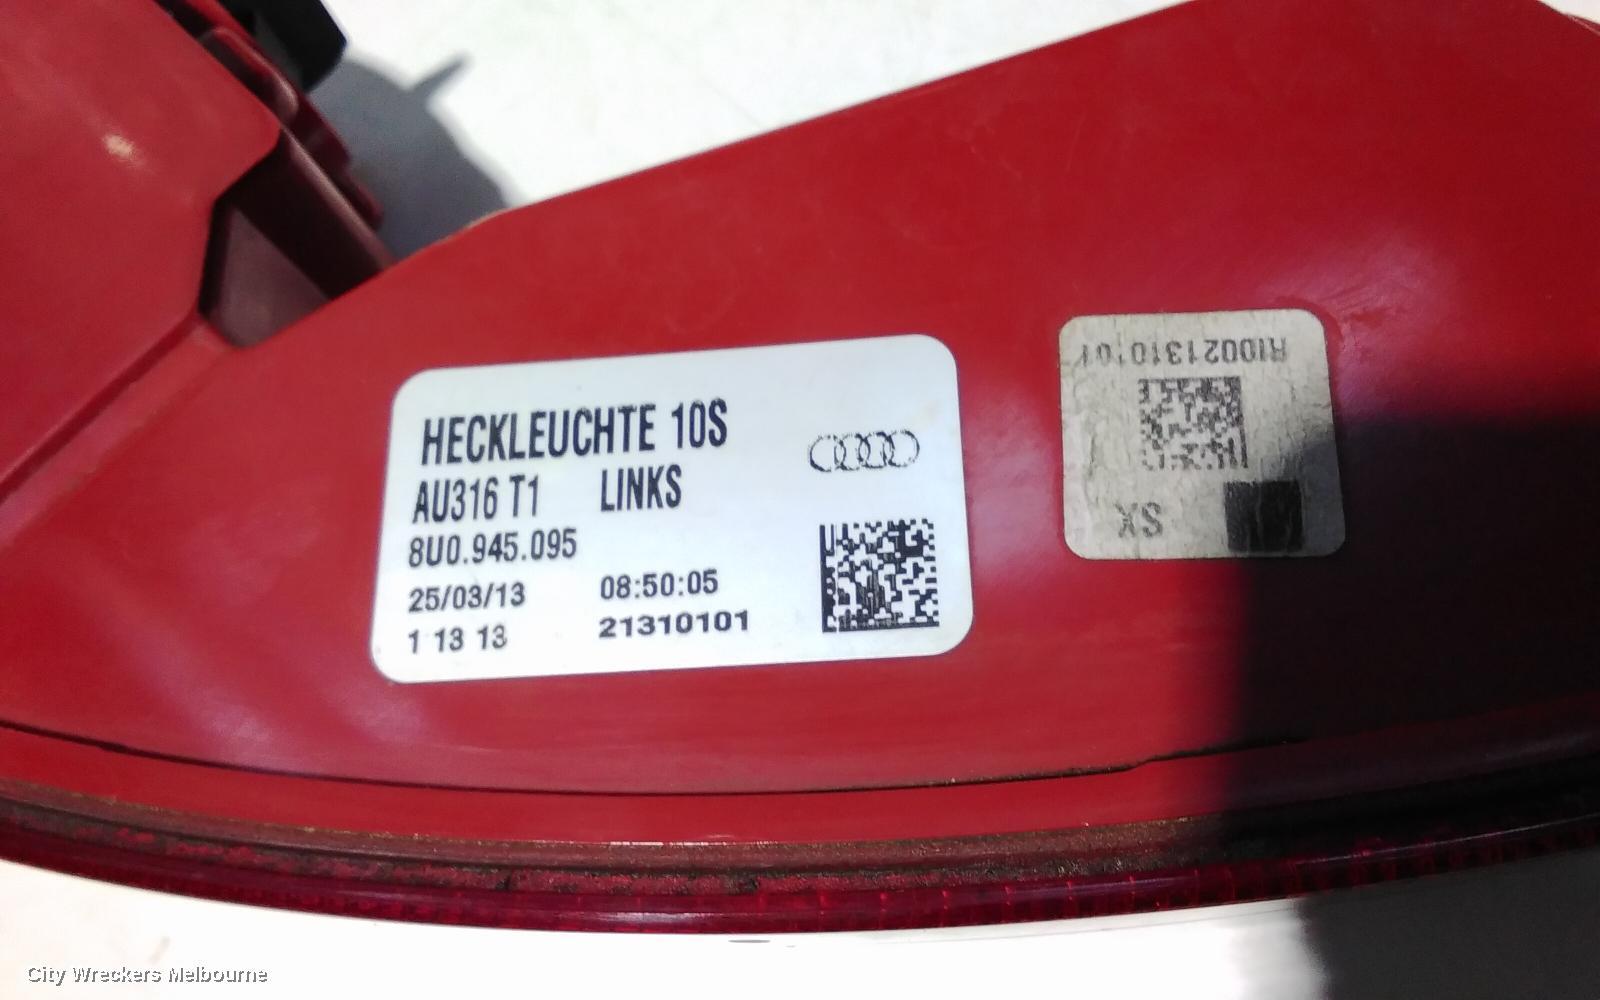 HECKLEUCHTE 10S
AU316 T1 LINKS
8U0.945.095
25/03/13 08:50:05
1 13 13 21310101
RI0021310101
SX
City Wreckers Melbourne